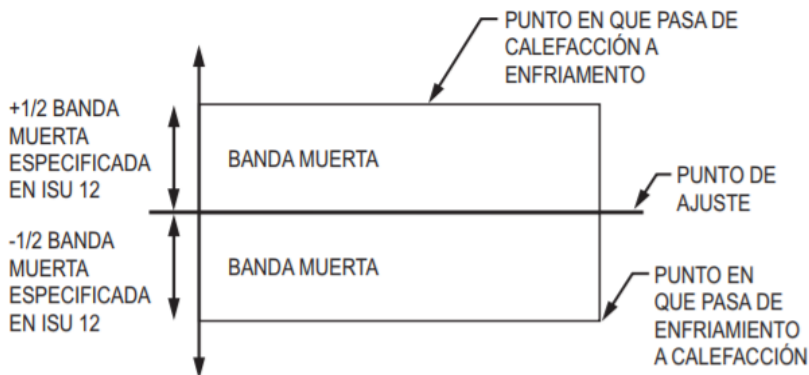 PUNTO EN QUE PASA DE
CALEFACCIÓN A
ENFRIAMENTO
+1/2 BANDA
MUERTA
ESPECIFICADA
EN ISU 12
BANDA MUERTA
PUNTO DE
AJUSTE
-1/2 BANDA
MUERTA
ESPECIFICADA
EN ISU 12
BANDA MUERTA
PUNTO EN
QUE PASA DE
ENFRIAMIENTO
A CALEFACCIÓN